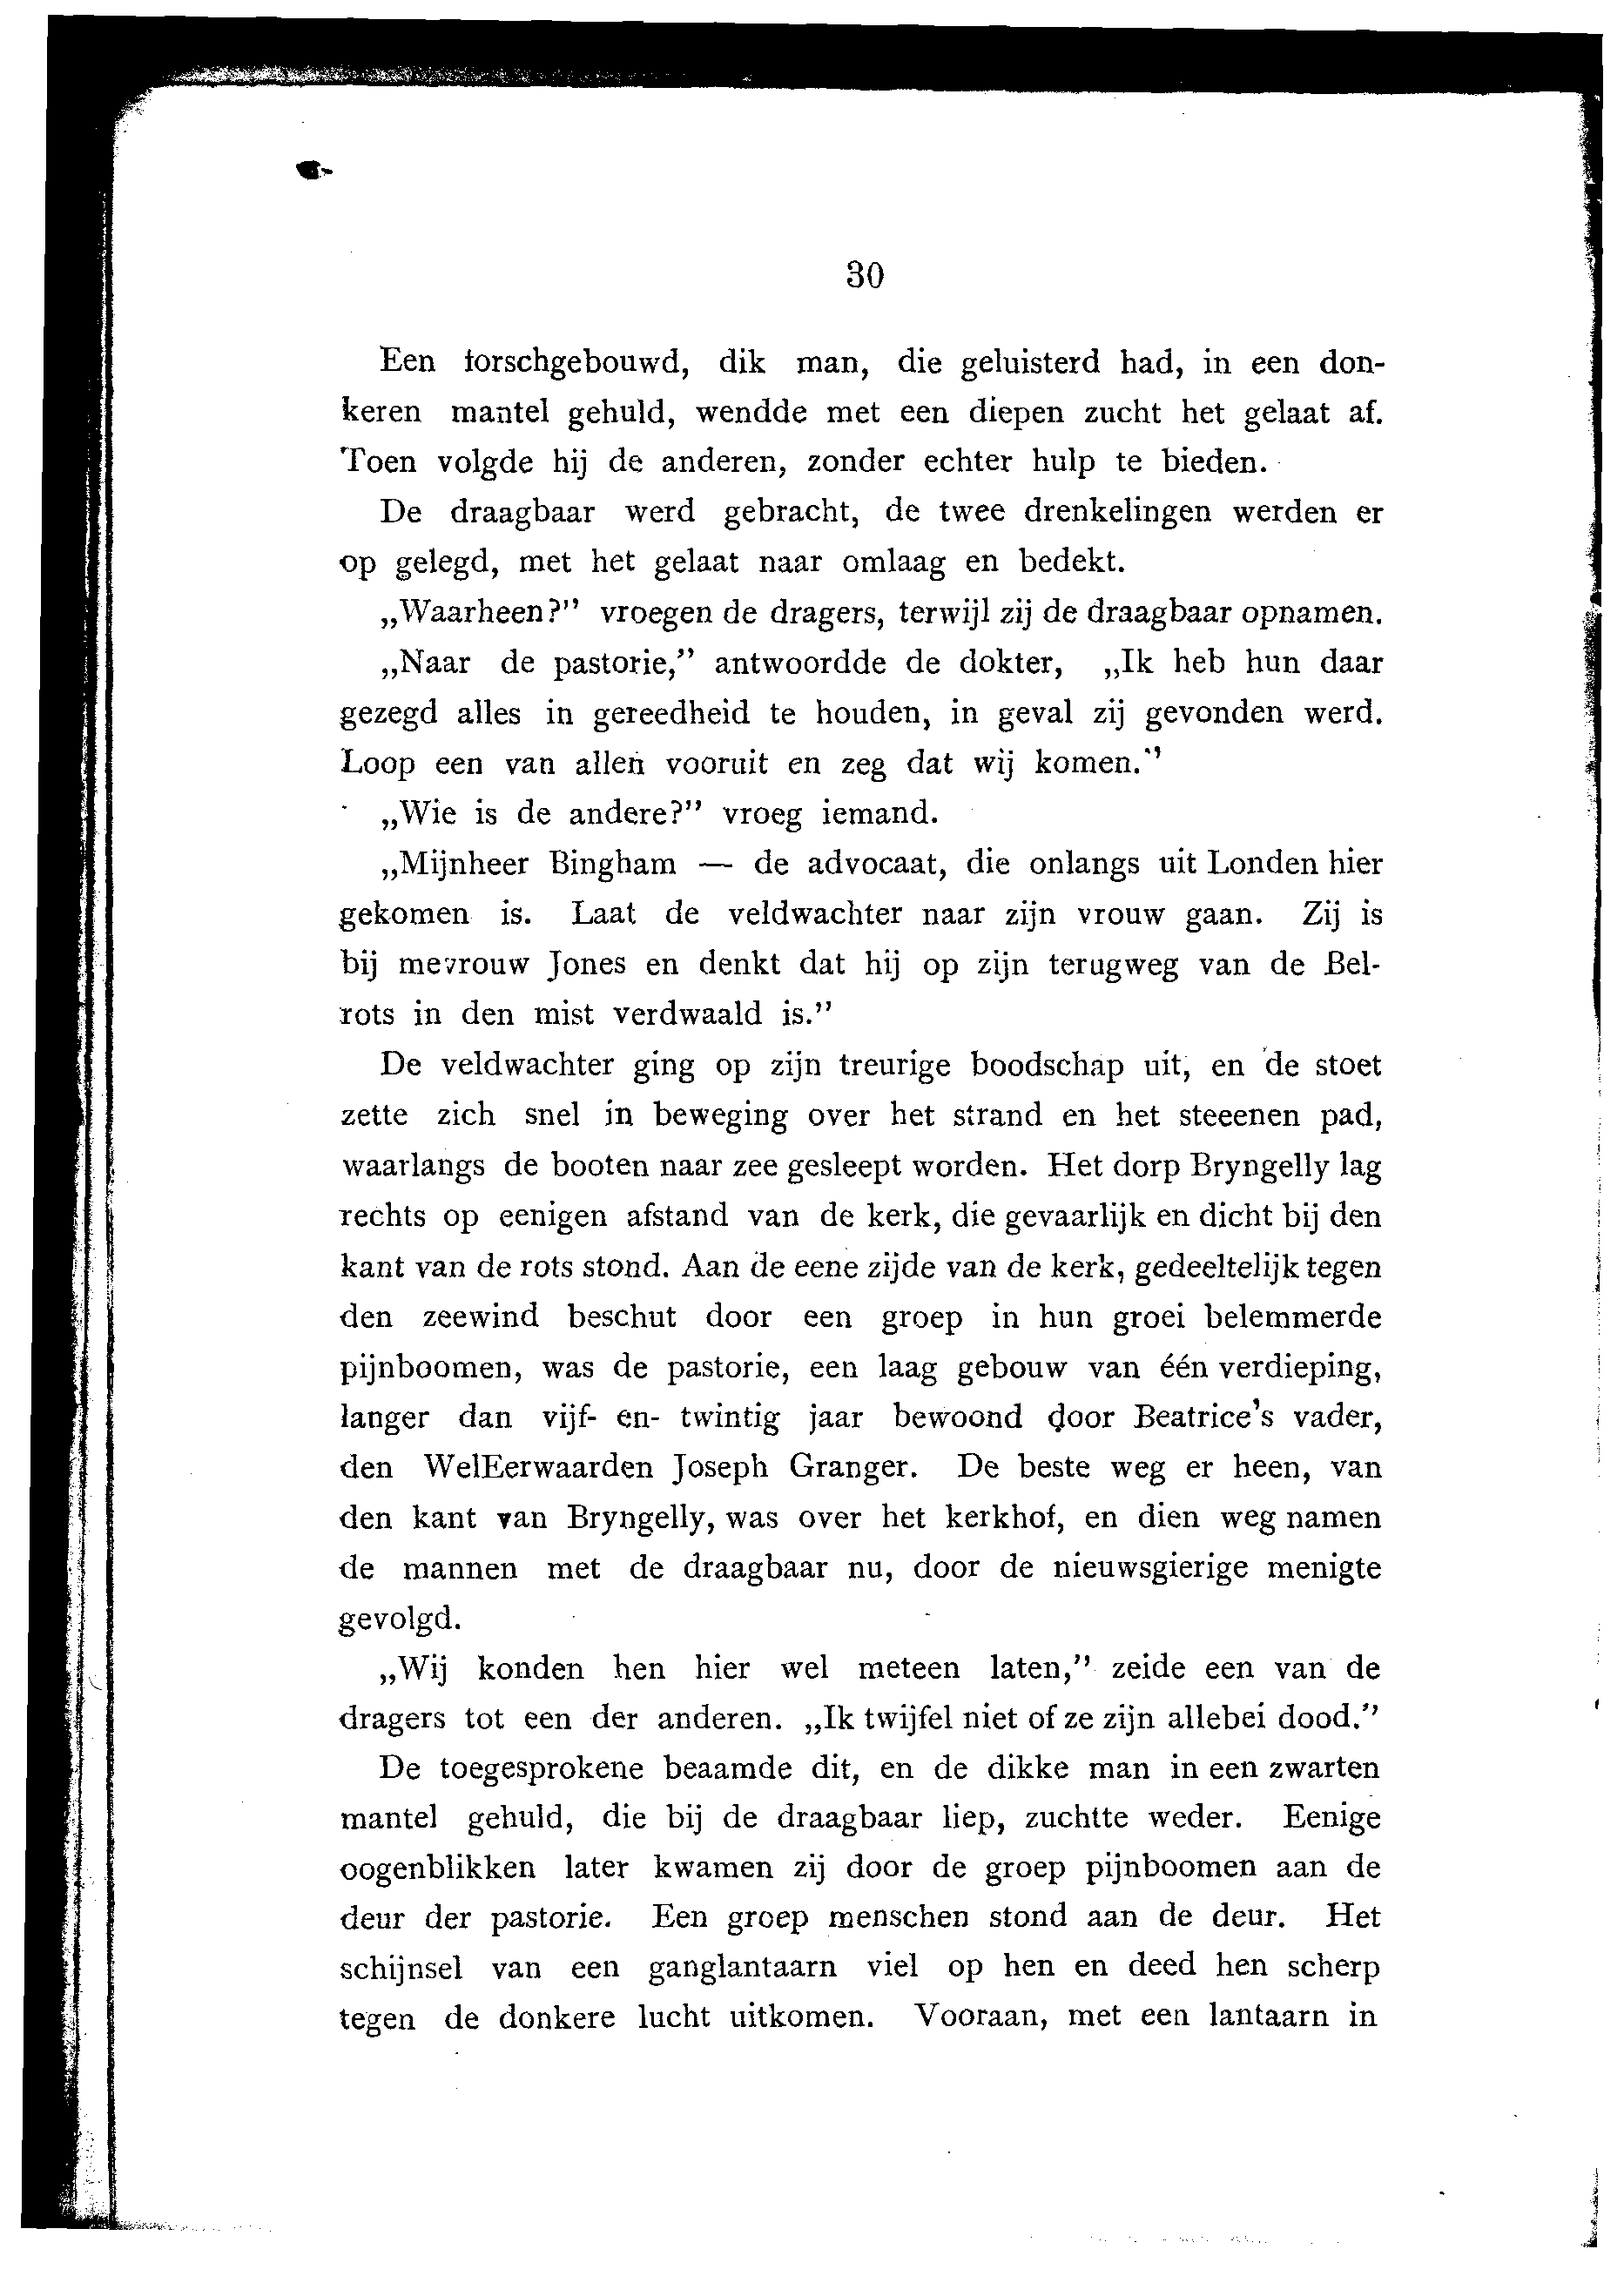 30
Een forschgebouwd, dik man, die geluisterd had, in een don-
keren mantel gehuld, wendde met een diepen zucht het gelaat af.
Toen volgde hij de anderen, zonder echter hulp te bieden.
De draagbaar werd gebracht, de twee drenkelingen werden er
op gelegd, met het gelaat naar omlaag en bedekt.
„Waarheen?” vroegen de dragers, terwijl zij de draagbaar opnamen.
„Naar de pastorie,” antwoordde de dokter, „Ik heb hun daar
gezegd alles in gereedheid te houden, in geval zij gevonden werd.
Loop een van allen vooruit en zeg dat wij komen.”
„Wie is de andere?” vroeg iemand.
„Mijnheer Bingham — de advocaat, die onlangs uit Londen hier
gekomen is. Laat de veldwachter naar zijn vrouw gaan. Zij is
bij mevrouw Jones en denkt dat hij op zijn terugweg van de Bel-
rots in den mist verdwaald is.”
De veldwachter ging op zijn treurige boodschap uit, en de stoet
zette zich snel in beweging over het strand en het steeenen pad,
waarlangs de booten naar zee gesleept worden. Het dorp Bryngelly lag
rechts op eenigen afstand van de kerk, die gevaarlijk en dicht bij den
kant van de rots stond. Aan de eene zijde van de kerk, gedeeltelijk tegen
den zeewind beschut door een groep in hun groei belemmerde
pijnboomen, was de pastorie, een laag gebouw van één verdieping,
langer dan vijf- en- twintig jaar bewoond door Beatrice's vader,
den WelEerwaarden Joseph Granger. De beste weg er heen, van
den kant van Bryngelly, was over het kerkhof, en dien weg namen
de mannen met de draagbaar nu, door de nieuwsgierige menigte
gevolgd.
„Wij konden hen hier wel meteen laten,” zeide een van de
dragers tot een der anderen. „Ik twijfel niet of ze zijn allebei dood.”
De toegesprokene beaamde dit, en de dikke man in een zwarten
mantel gehuld, die bij de draagbaar liep, zuchtte weder. Eenige
oogenblikken later kwamen zij door de groep pijnboomen aan de
deur der pastorie. Een groep menschen stond aan de deur. Het
schijnsel van een ganglantaarn viel op hen en deed hen scherp
tegen de donkere lucht uitkomen. Vooraan, met een lantaarn in